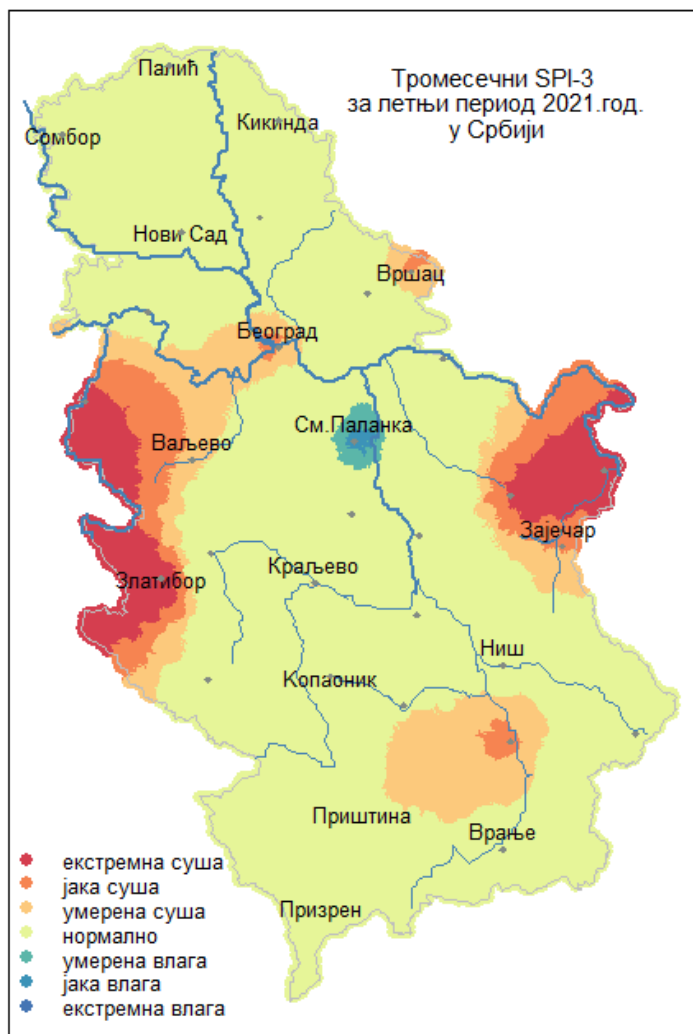 Тромесечни SPI-3
за летњи период 2021.год.
у Србији
Палић
Кикинда
Сомбор
Нови Сад
Вршац
Београд
См.Паланка
Ваљево
Зајечар
Златибор
Краљево
Ниш
Копаоник
Приштина
Врање
Призрен
екстремна суша
јака суша
умерена суша
нормално
умерена влага
јака влага
екстремна влага